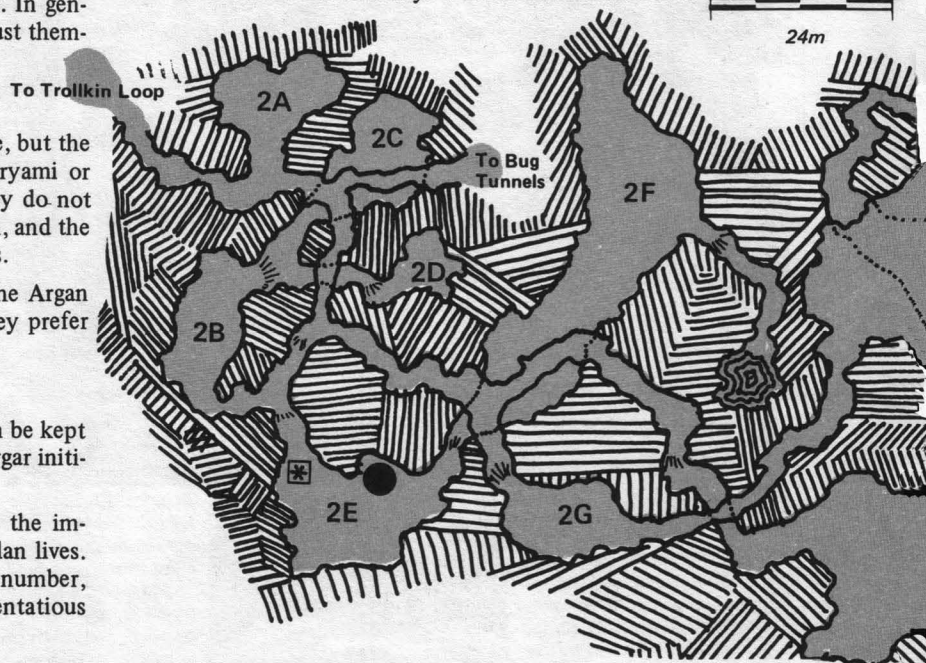 . In gen-
ust them-
e, but the
ryami or
y do not
, and the
s.
he Argan
ey prefer
n be kept
gar initi-
the im-
lan lives.
number,
entatious
24m
To Trollkin Loop
2A
2C
To Bug
Tunnels
2F
2D
2B
2E
2G